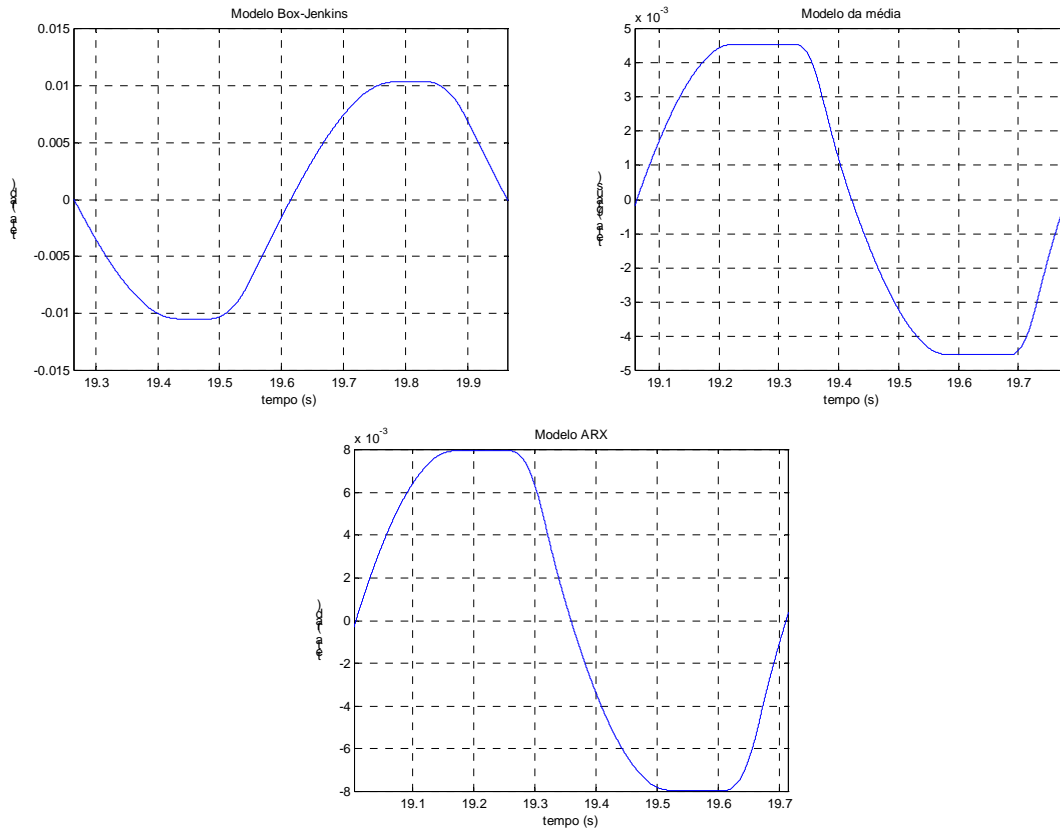 Modelo Box-Jenkins
0.015
0.01
0.005
0
-0.005
-0.01
-0.015
19.3 19.4 19.5 19.6 19.7 19.8 19.9
tempo (s)
Modelo da média
x 10^-3
5
4
3
2
1
0
-1
-2
-3
-4
-5
19.1 19.2 19.3 19.4 19.5 19.6 19.7
tempo (s)
Modelo ARX
x 10^-3
8
6
4
2
0
-2
-4
-6
-8
19.1 19.2 19.3 19.4 19.5 19.6 19.7
tempo (s)